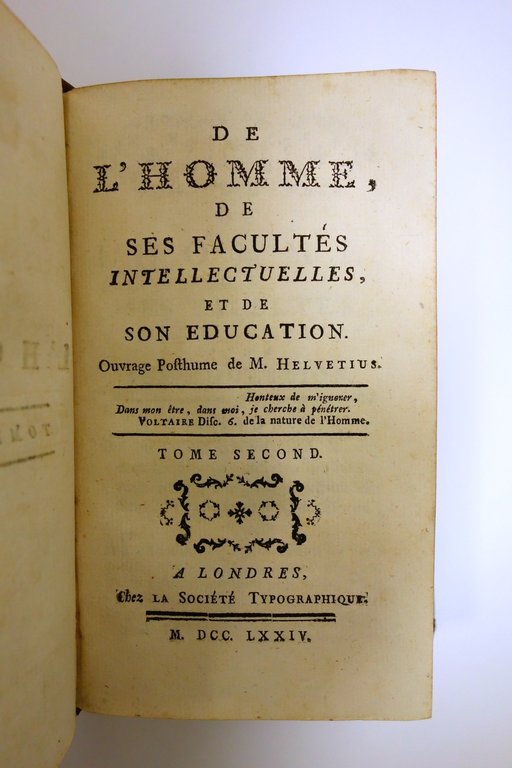 DE
L'HOMME,
DE
SES FACULTÉS
INTELLECTUELLES,
ET DE
SON EDUCATION.
Ouvrage Posthume de M. HELVETIUS.
Honteux de m'ignorer,
Dans mon être, dans moi, je cherche à pénétrer.
VOLTAIRE Disc. 6. de la nature de l'Homme.
TOME SECOND.
A LONDRES,
Chez LA SOCIÉTÉ TYPOGRAPHIQUE.
M. DCC. LXXIV.